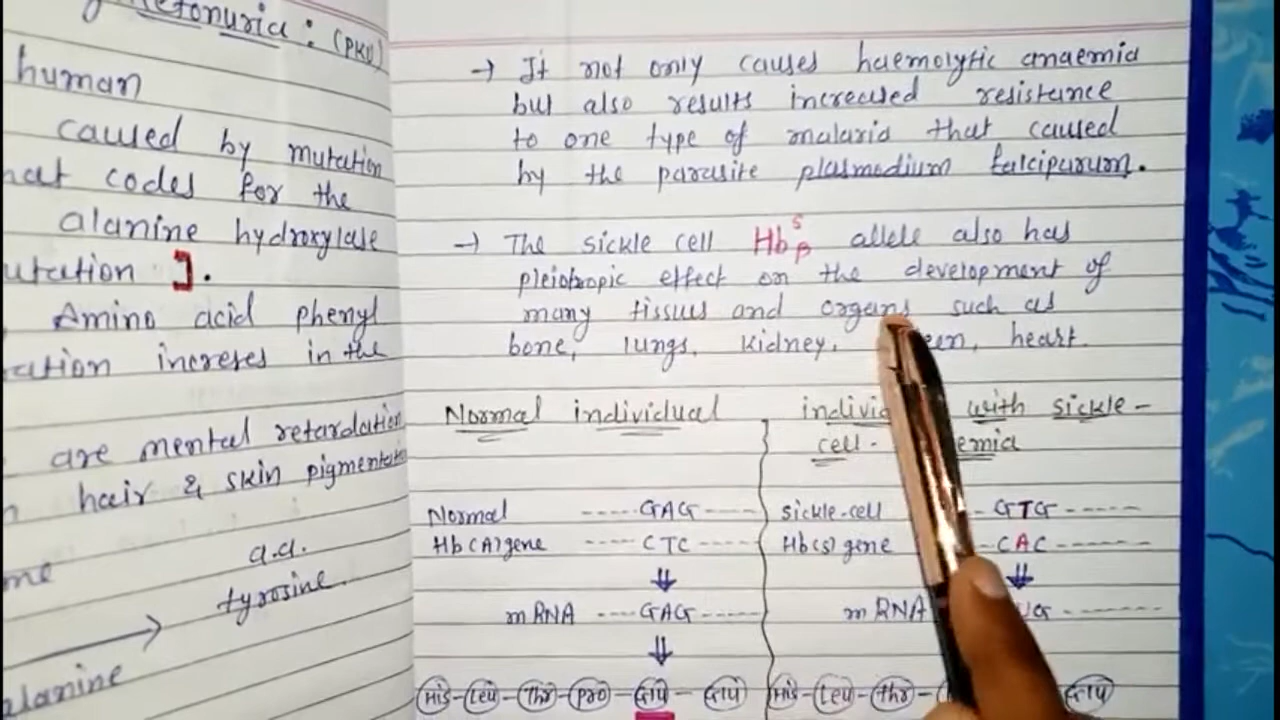 (PKU)
human
caused by mutation
codes for the
alanine hydroxylase
].
Amino acid phenyl
increses in the
are mental retardation
hair & skin pigmentati
a.a.
tyrosine.
alanine
→ It not only causes haemolytic anaemia
but also results increased resistance
to one type of malaria that caused
by the parasite plasmodium falciparum.
→ The sickle cell Hb S β allele also has
pleiotropic effect on the development of
many tissues and organs such as
bone, lungs, kidney, heart.
Normal individual
with sickle-
cell-
Normal ----- GAG -----
Hb(A)gene ----- CTC -----
mRNA ---- GAG -----
His - Leu - Thr - Pro - Glu - Glu
sickle-cell - GTG ------
Hb(s) gene - CAC ------
mRNA G ------
His - Leu - thr - Glu